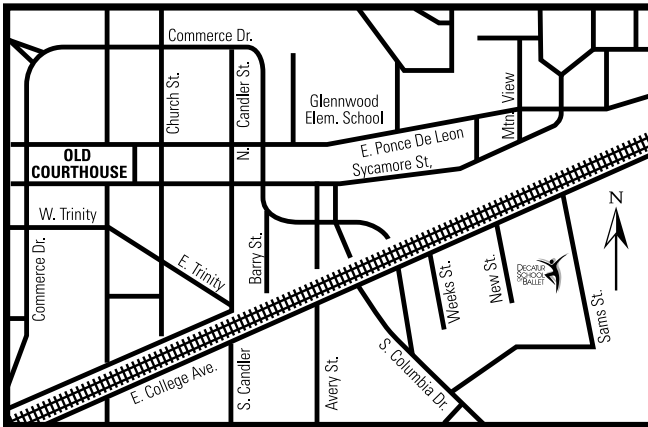 Commerce Dr.
Church St.
N. Candler St.
Glennwood
Elem. School
Mtn. View
E. Ponce De Leon
Sycamore St,
OLD
COURTHOUSE
W. Trinity
E. Trinity
Commerce Dr.
Barry St.
Weeks St.
New St.
DECATUR
SCHOOL
OF BALLET
N
Sams St.
E. College Ave.
S. Candler
Avery St.
S. Columbia Dr.